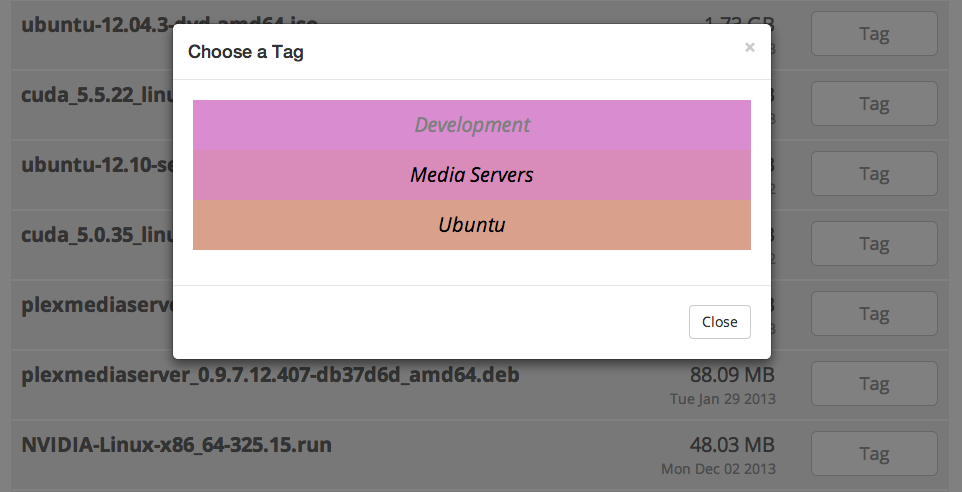 ubuntu-12.04.3-dvd-amd64.iso 1.73 GB
Tag
Choose a Tag
×
cuda_5.5.22_linu
Tag
Development
ubuntu-12.10-se
Media Servers
Tag
cuda_5.0.35_linu
Ubuntu
Tag
plexmediaserve
Close
Tag
plexmediaserver_0.9.7.12.407-db37d6d_amd64.deb 88.09 MB
Tue Jan 29 2013
Tag
NVIDIA-Linux-x86_64-325.15.run 48.03 MB
Mon Dec 02 2013
Tag